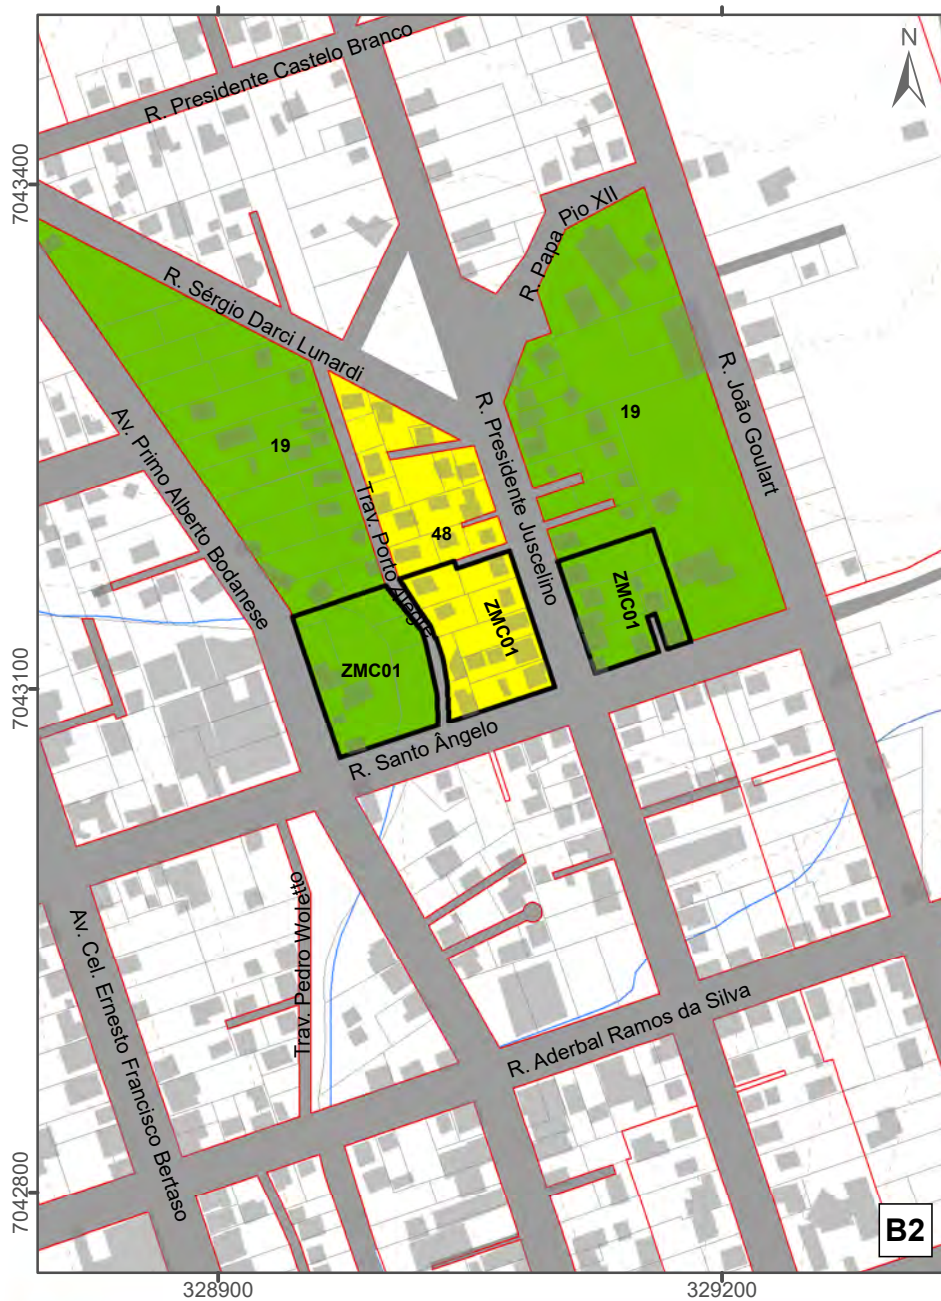 R. Presidente Castelo Branco
N
7043400
R. Papa Pio XII
R. Sérgio Darci Lunardi
R. João Goulart
R. Presidente Juscelino
19
19
Av. Primo Alberto Bodanese
Trav. Porto Alegre
48
ZMC01
ZMC01
ZMC01
7043100
R. Santo Ângelo
Trav. Pedro Woletto
Av. Cel. Ernesto Francisco Bertaso
R. Aderbal Ramos da Silva
7042800
B2
328900
329200